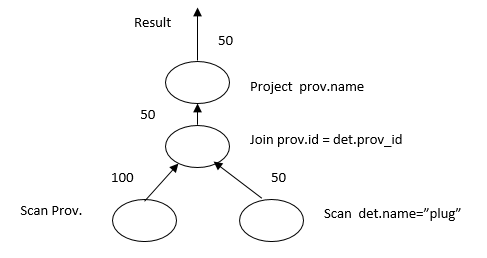 Result
50
Project prov.name
50
Join prov.id = det.prov_id
100
50
Scan Prov.
Scan det.name=”plug”